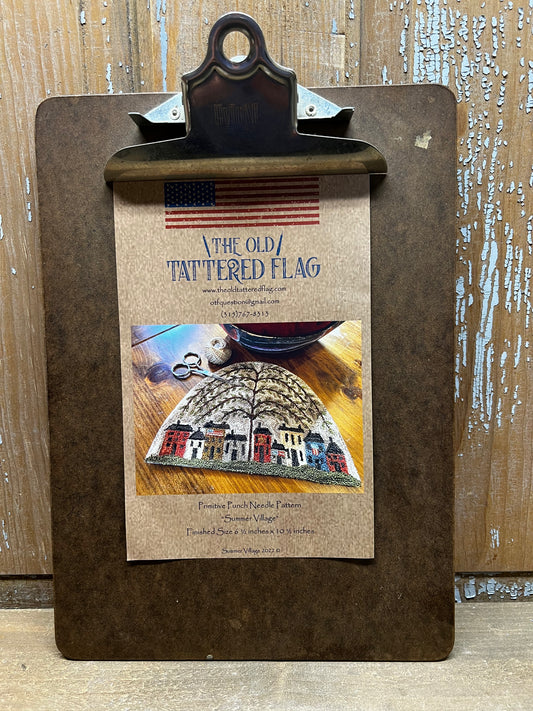 THE OLD
TATTERED FLAG
www.theoldtatteredflag.com
otfquestions@gmail.com
(315)767-8313
Primitive Punch Needle Pattern
"Summer Village"
Finished Size 6 ½ inches x 10 ½ inches
Summer Village 2022 ©